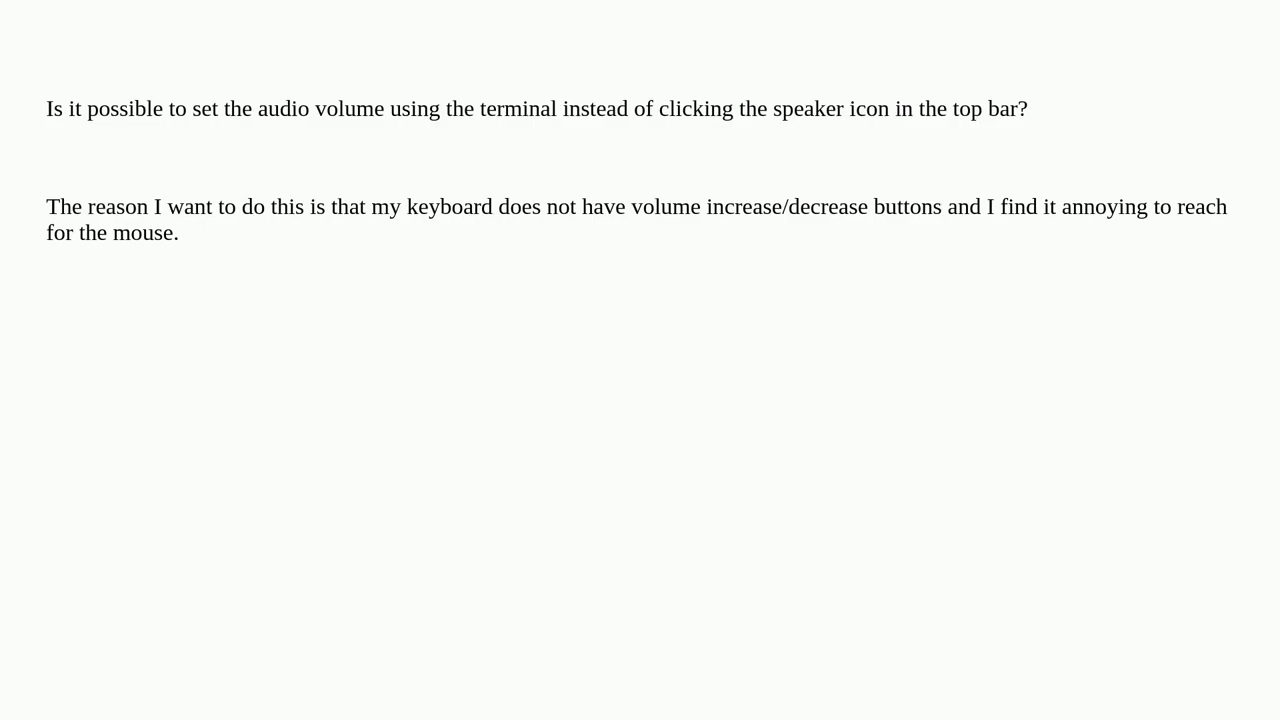 Is it possible to set the audio volume using the terminal instead of clicking the speaker icon in the top bar?
The reason I want to do this is that my keyboard does not have volume increase/decrease buttons and I find it annoying to reach
for the mouse.